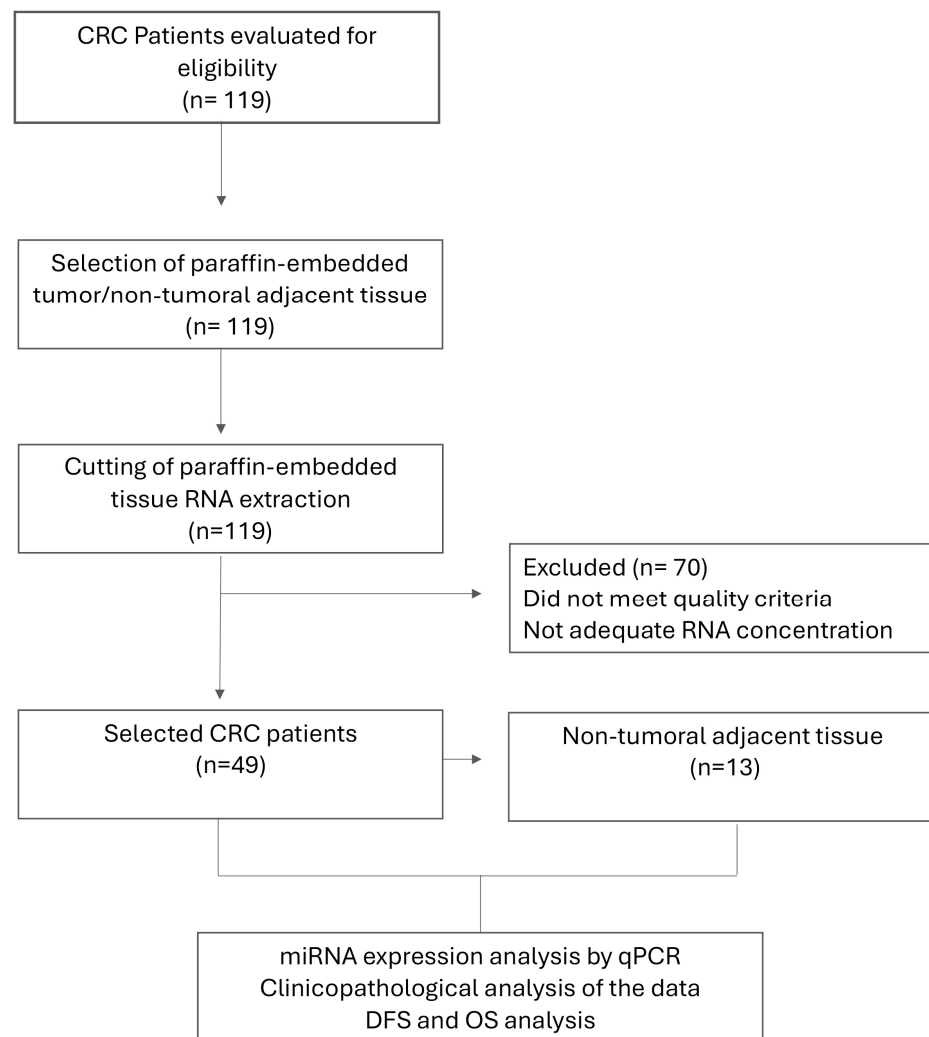 CRC Patients evaluated for
eligibility
(n= 119)
Selection of paraffin-embedded
tumor/non-tumoral adjacent tissue
(n= 119)
Cutting of paraffin-embedded
tissue RNA extraction
(n=119)
Excluded (n= 70)
Did not meet quality criteria
Not adequate RNA concentration
Selected CRC patients
(n=49)
Non-tumoral adjacent tissue
(n=13)
miRNA expression analysis by qPCR
Clinicopathological analysis of the data
DFS and OS analysis